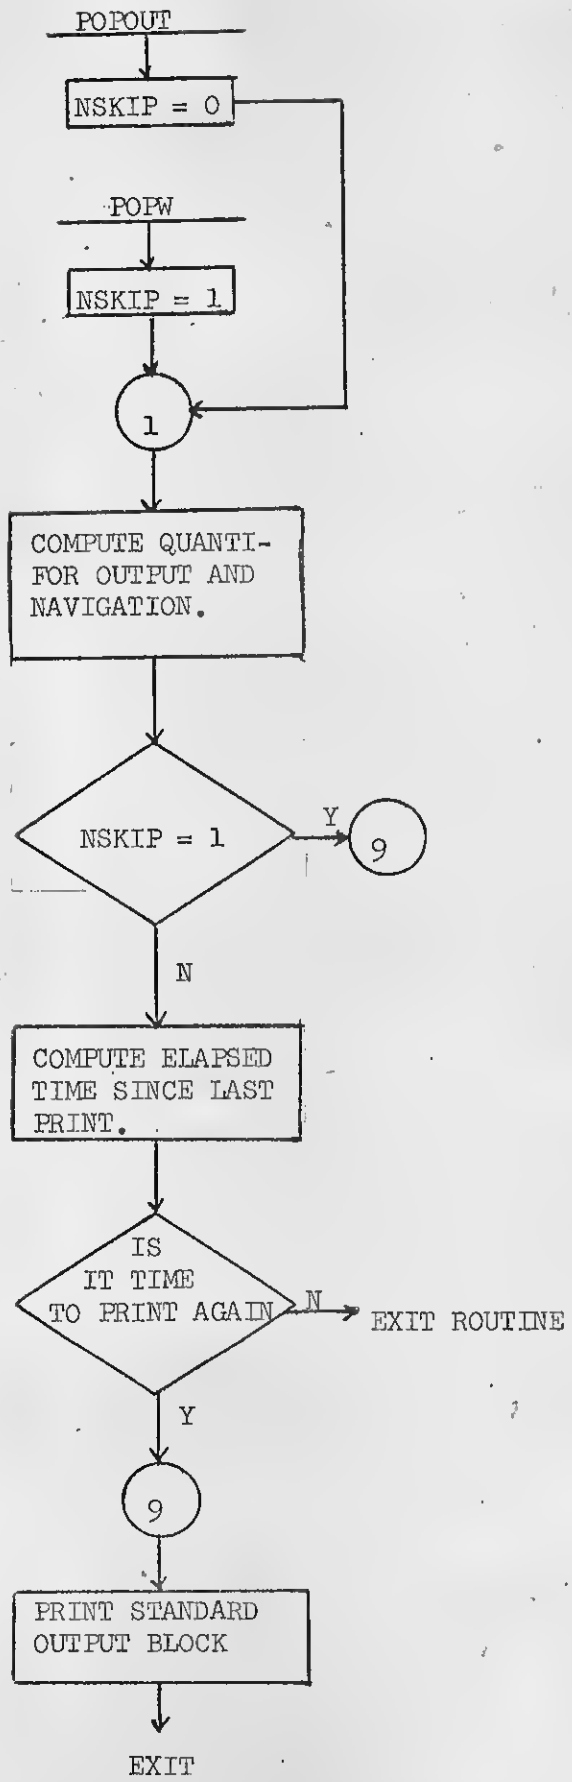 POPOUT
NSKIP = 0
POPW
NSKIP = 1
1
COMPUTE QUANTI-
FOR OUTPUT AND
NAVIGATION.
NSKIP = 1
Y
9
N
COMPUTE ELAPSED
TIME SINCE LAST
PRINT.
IS
IT TIME
TO PRINT AGAIN
N
EXIT ROUTINE
Y
9
PRINT STANDARD
OUTPUT BLOCK
EXIT